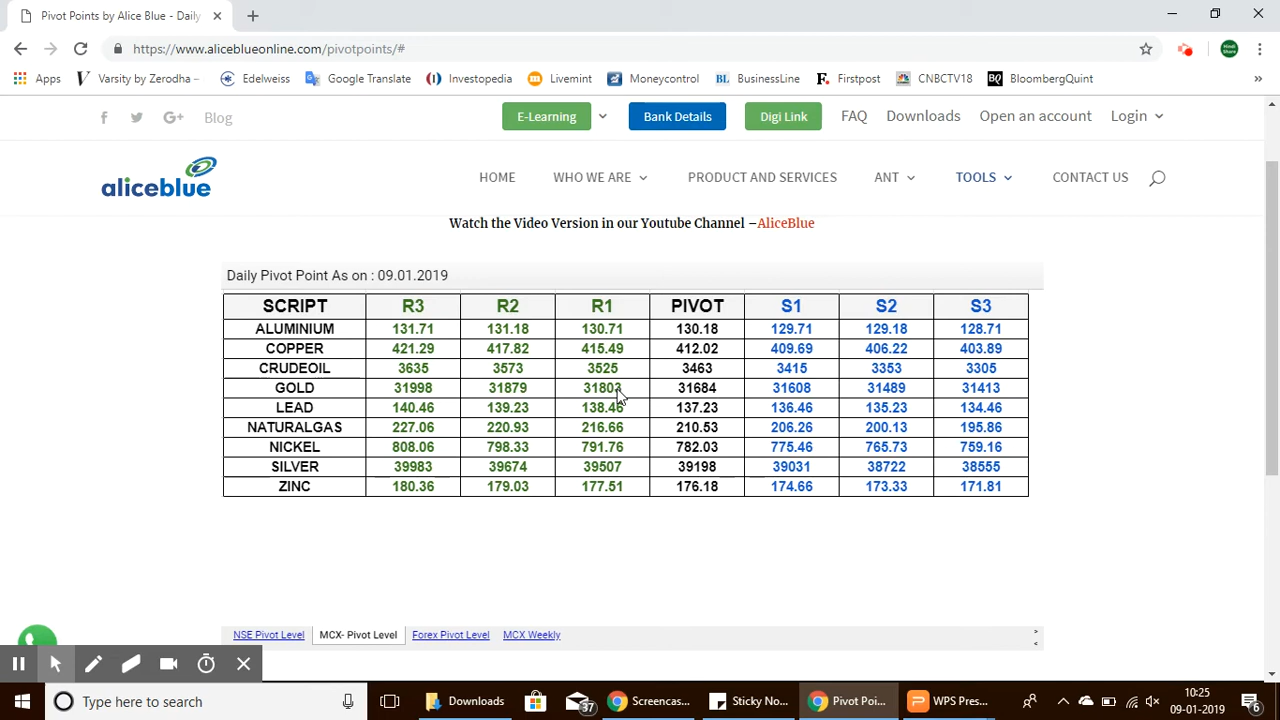 Pivot Points by Alice Blue - Daily
https://www.aliceblueonline.com/pivotpoints/#
Apps Varsity by Zerodha – Edelweiss Google Translate Investopedia Livemint Moneycontrol BL BusinessLine F. Firstpost CNBCTV18 BQ BloombergQuint »
Blog E-Learning Bank Details Digi Link FAQ Downloads Open an account Login
aliceblue HOME WHO WE ARE PRODUCT AND SERVICES ANT TOOLS CONTACT US
Watch the Video Version in our Youtube Channel –AliceBlue
Daily Pivot Point As on : 09.01.2019
SCRIPT R3 R2 R1 PIVOT S1 S2 S3
ALUMINIUM 131.71 131.18 130.71 130.18 129.71 129.18 128.71
COPPER 421.29 417.82 415.49 412.02 409.69 406.22 403.89
CRUDEOIL 3635 3573 3525 3463 3415 3353 3305
GOLD 31998 31879 31803 31684 31608 31489 31413
LEAD 140.46 139.23 138.46 137.23 136.46 135.23 134.46
NATURALGAS 227.06 220.93 216.66 210.53 206.26 200.13 195.86
NICKEL 808.06 798.33 791.76 782.03 775.46 765.73 759.16
SILVER 39983 39674 39507 39198 39031 38722 38555
ZINC 180.36 179.03 177.51 176.18 174.66 173.33 171.81
NSE Pivot Level MCX- Pivot Level Forex Pivot Level MCX Weekly
Type here to search Downloads 37 Screencas... Sticky No... Pivot Poi... WPS Pres... 10:25
09-01-2019 6